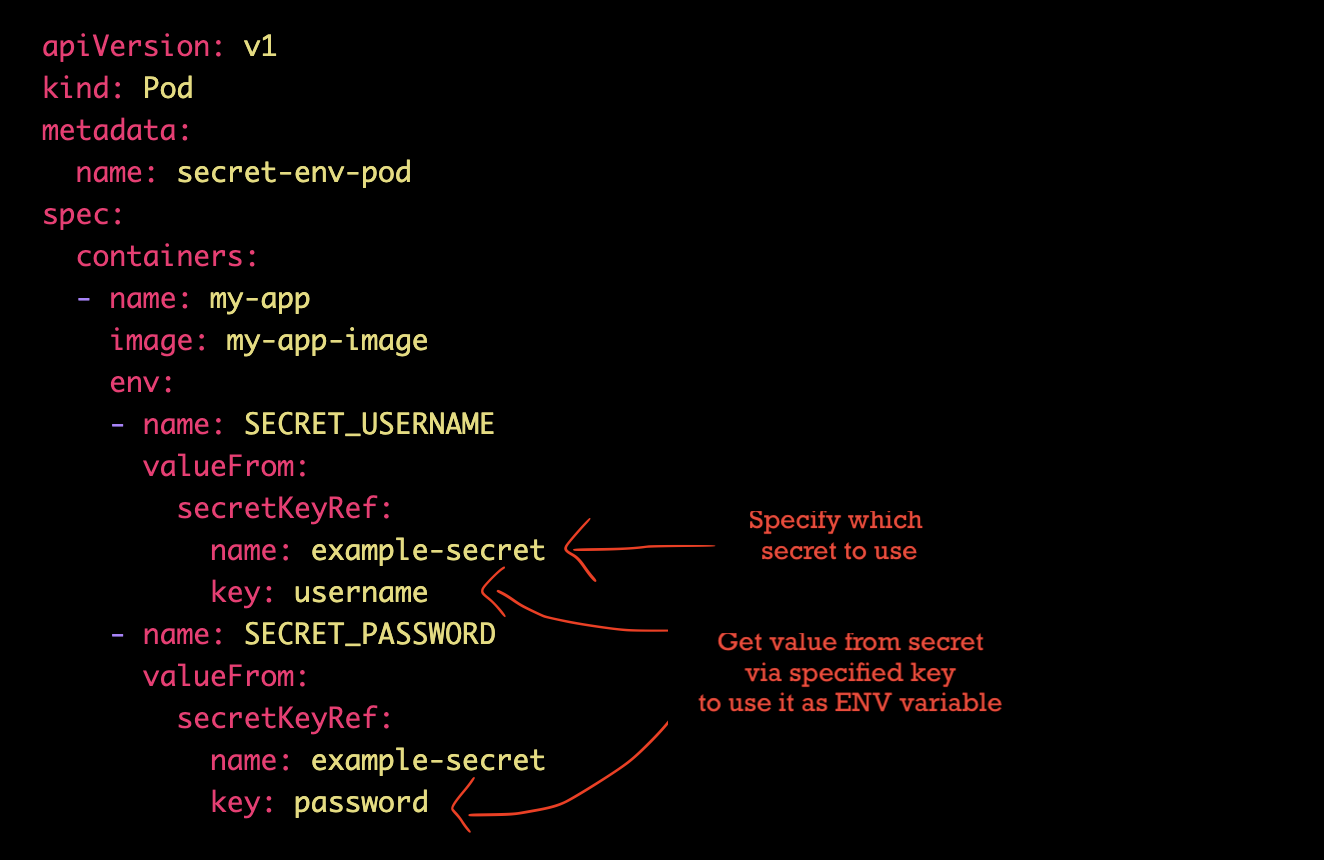 apiVersion: v1
kind: Pod
metadata:
  name: secret-env-pod
spec:
  containers:
  - name: my-app
    image: my-app-image
    env:
    - name: SECRET_USERNAME
      valueFrom:
        secretKeyRef:
          name: example-secret
          key: username
    - name: SECRET_PASSWORD
      valueFrom:
        secretKeyRef:
          name: example-secret
          key: password
Specify which
secret to use
Get value from secret
via specified key
to use it as ENV variable